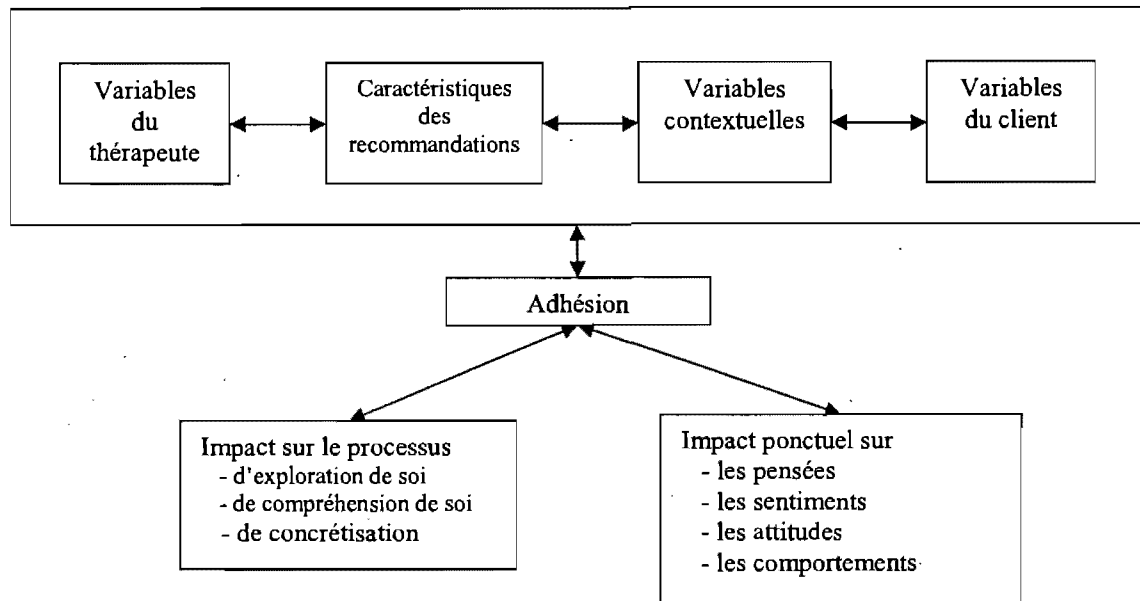 Variables
du
thérapeute
Caractéristiques
des
recommandations
Variables
contextuelles
Variables
du client
Adhésion
Impact sur le processus
- d'exploration de soi
- de compréhension de soi
- de concrétisation
Impact ponctuel sur
- les pensées
- les sentiments
- les attitudes
- les comportements